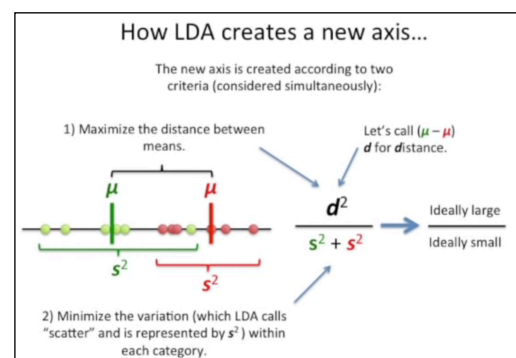 How LDA creates a new axis...
The new axis is created according to two
criteria (considered simultaneously):
1) Maximize the distance between
means.
Let's call (μ – μ)
d for distance.
μ
μ
d²
s² + s²
Ideally large
Ideally small
s²
s²
2) Minimize the variation (which LDA calls
"scatter" and is represented by s²) within
each category.